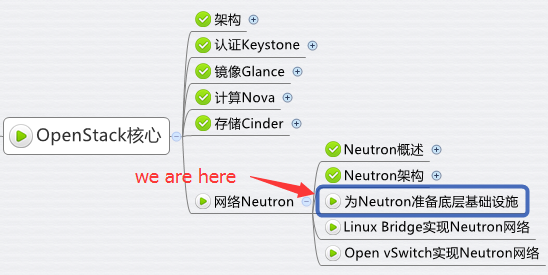 架构
认证Keystone
镜像Glance
计算Nova
OpenStack核心
存储Cinder
Neutron概述
we are here
Neutron架构
网络Neutron
为Neutron准备底层基础设施
Linux Bridge实现Neutron网络
Open vSwitch实现Neutron网络